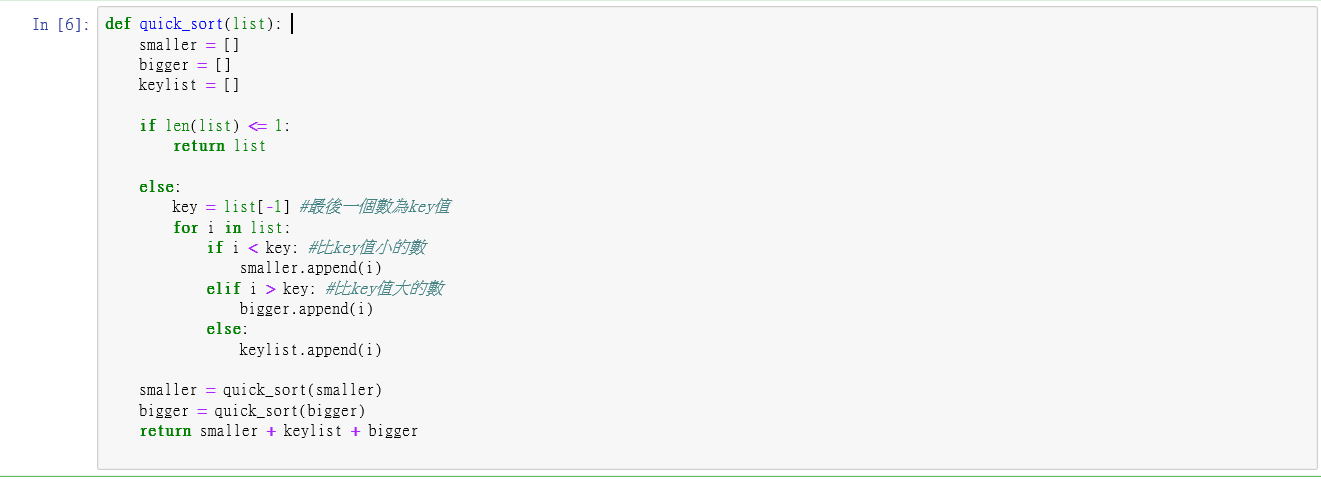 In [6]: def quick_sort(list):
    smaller = []
    bigger = []
    keylist = []

    if len(list) <= 1:
        return list

    else:
        key = list[-1] #最後一個數為key值
        for i in list:
            if i < key: #比key值小的數
                smaller.append(i)
            elif i > key: #比key值大的數
                bigger.append(i)
            else:
                keylist.append(i)

    smaller = quick_sort(smaller)
    bigger = quick_sort(bigger)
    return smaller + keylist + bigger